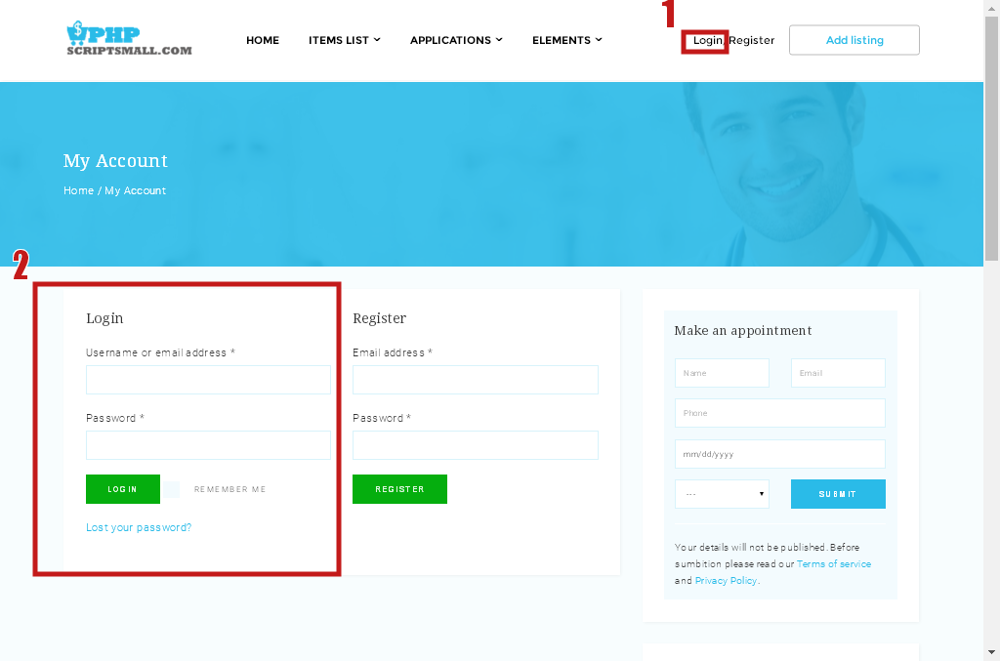 1
PHP
SCRIPTSMALL.COM
HOME ITEMS LIST APPLICATIONS ELEMENTS Login/Register Add listing
My Account
Home / My Account
2
Login
Username or email address *
Password *
LOGIN REMEMBER ME
Lost your password?
Register
Email address *
Password *
REGISTER
Make an appointment
Name Email
Phone
mm/dd/yyyy
--- SUBMIT
Your details will not be published. Before
sumbition please read our Terms of service
and Privacy Policy.